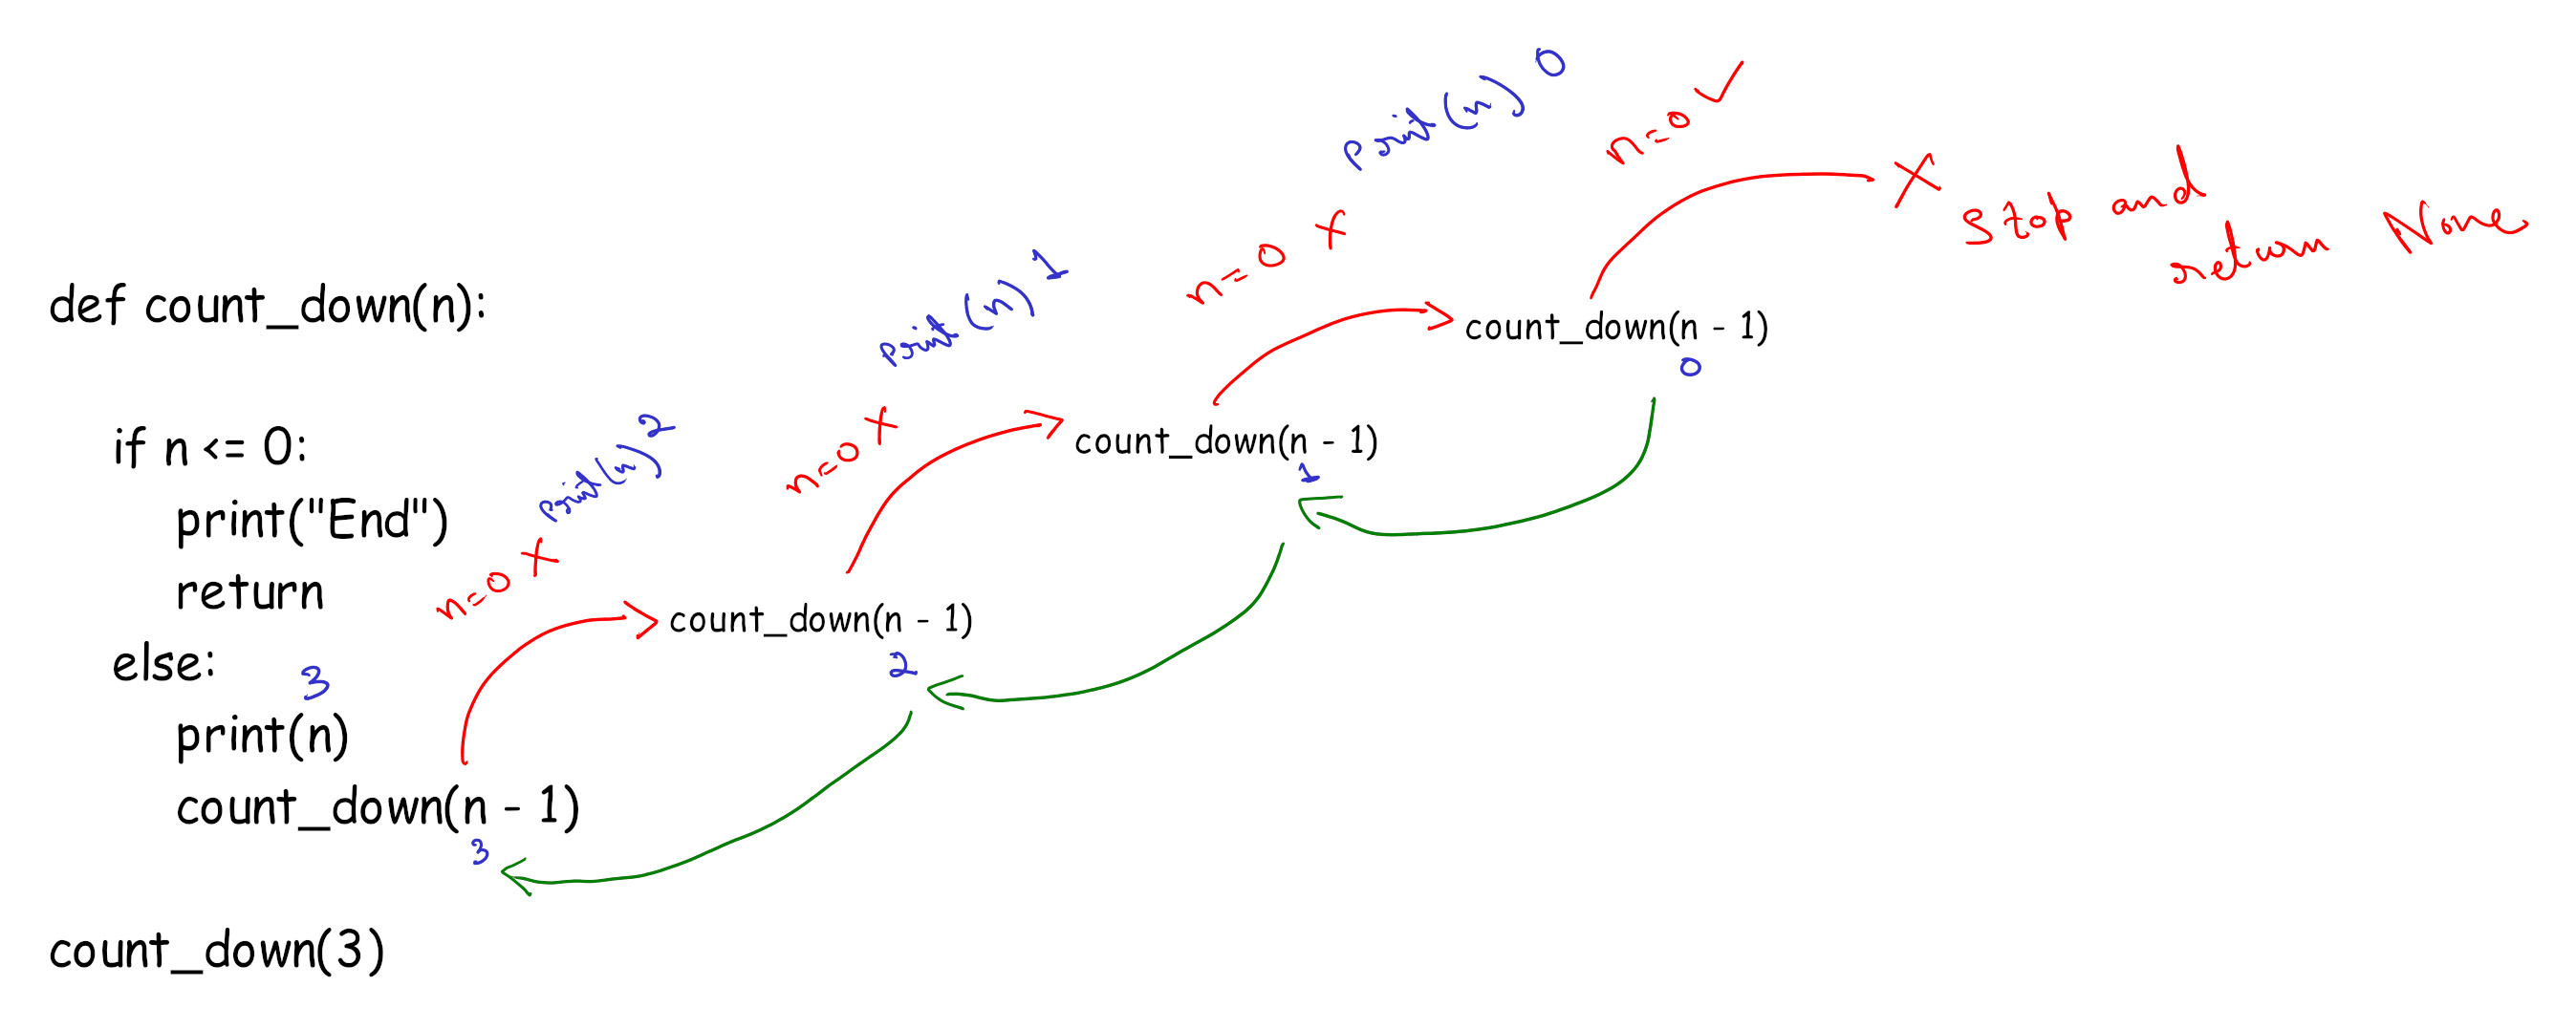 def count_down(n):
if n <= 0:
print("End")
return
else:
3
print(n)
count_down(n - 1)
3
count_down(3)
n=0 X
print(n) 2
count_down(n - 1)
2
n=0 X
print(n) 1
count_down(n - 1)
1
n=0 X
print(n) 0
count_down(n - 1)
0
n=0 ✓
X Stop and
return None